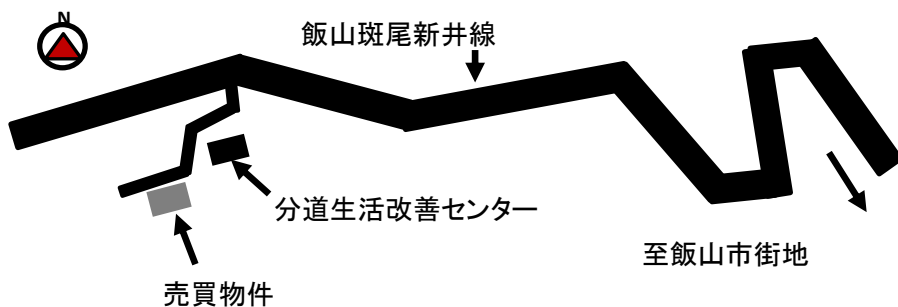 N
飯山斑尾新井線
分道生活改善センター
至飯山市街地
売買物件